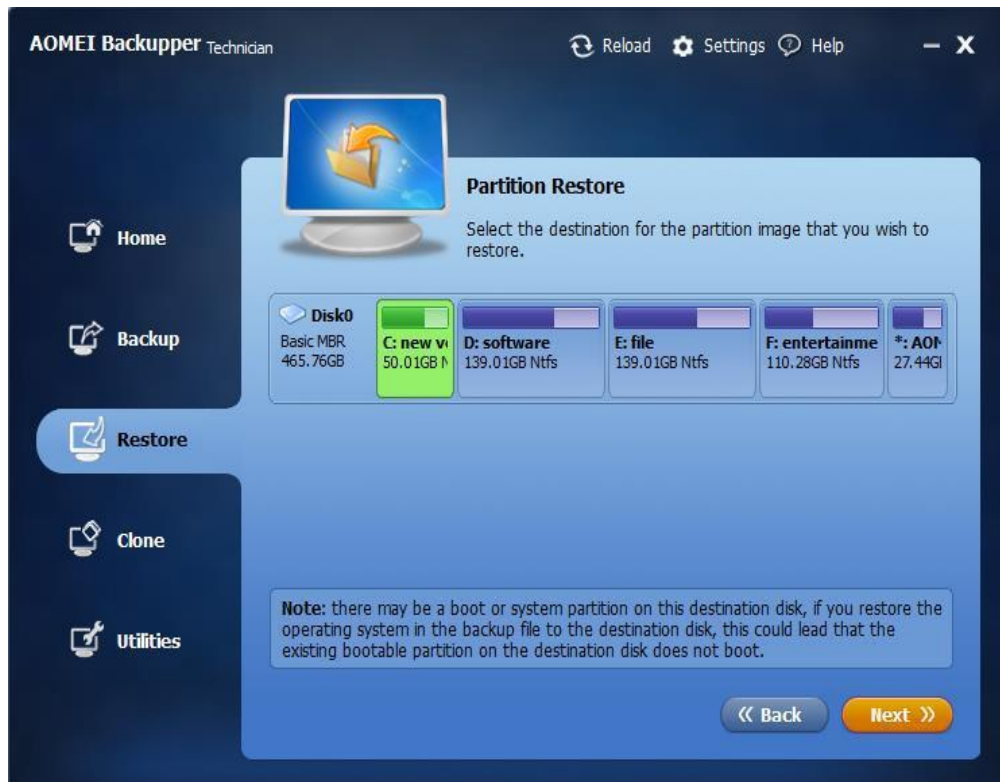 AOMEI Backupper Technician
Reload Settings Help
Partition Restore
Select the destination for the partition image that you wish to
restore.
Home
Backup
Restore
Clone
Utilities
Disk0
Basic MBR
465.76GB
C: new
50.01GB
D: software
139.01GB Ntfs
E: file
139.01GB Ntfs
F: entertainme
110.28GB Ntfs
*:
27.44G
Note: there may be a boot or system partition on this destination disk, if you restore the
operating system in the backup file to the destination disk, this could lead that the
existing bootable partition on the destination disk does not boot.
Back
Next